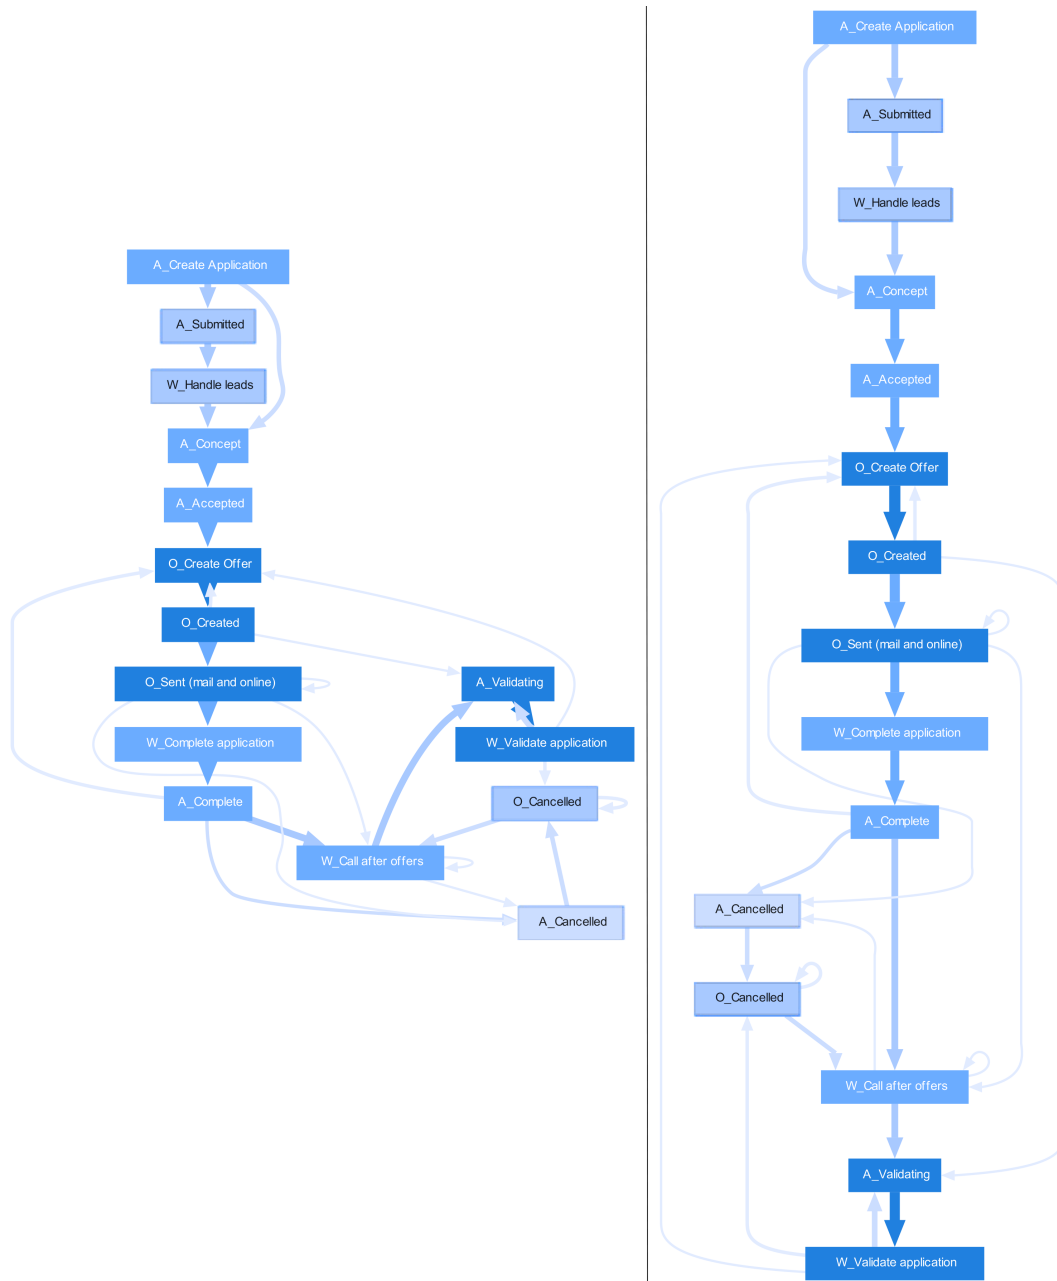 A_Create Application
A_Submitted
W_Handle leads
A_Concept
A_Accepted
O_Create Offer
O_Created
O_Sent (mail and online)
A_Validating
W_Complete application
W_Validate application
A_Complete
O_Cancelled
W_Call after offers
A_Cancelled
A_Create Application
A_Submitted
W_Handle leads
A_Concept
A_Accepted
O_Create Offer
O_Created
O_Sent (mail and online)
W_Complete application
A_Complete
A_Cancelled
O_Cancelled
W_Call after offers
A_Validating
W_Validate application